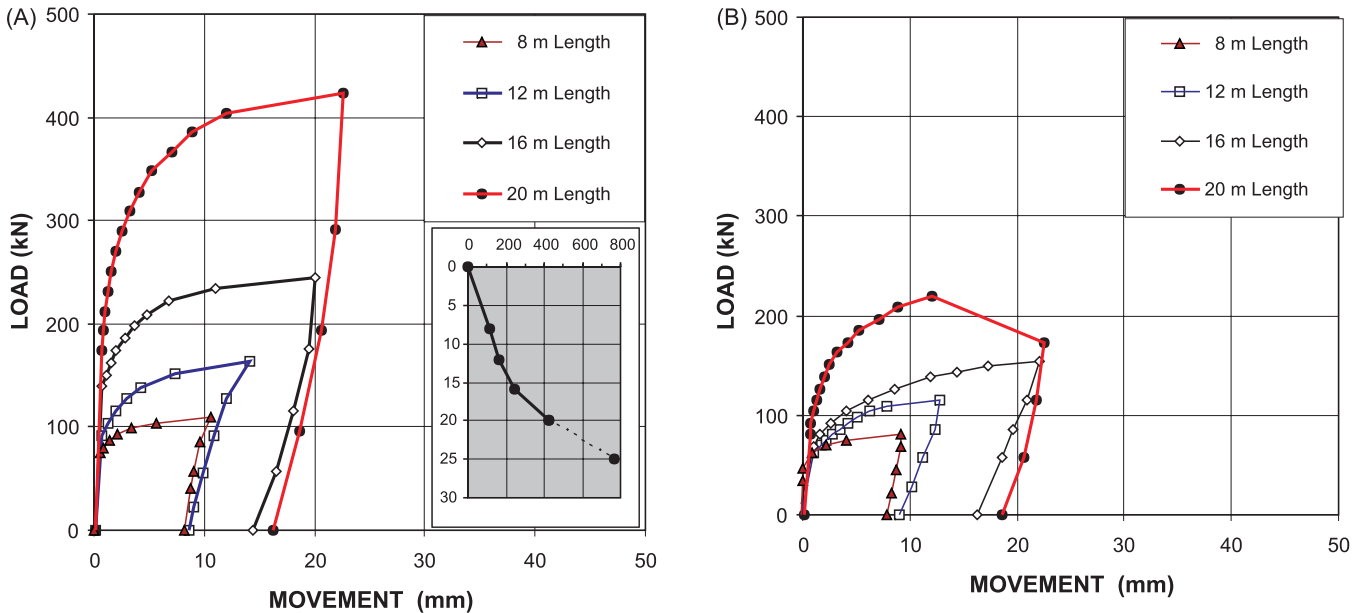 (A)
500
400
300
200
100
0
LOAD (kN)
0 10 20 30 40 50
MOVEMENT (mm)
8 m Length
12 m Length
16 m Length
20 m Length
0 200 400 600 800
0
5
10
15
20
25
30
(B)
500
400
300
200
100
0
LOAD (kN)
0 10 20 30 40 50
MOVEMENT (mm)
8 m Length
12 m Length
16 m Length
20 m Length